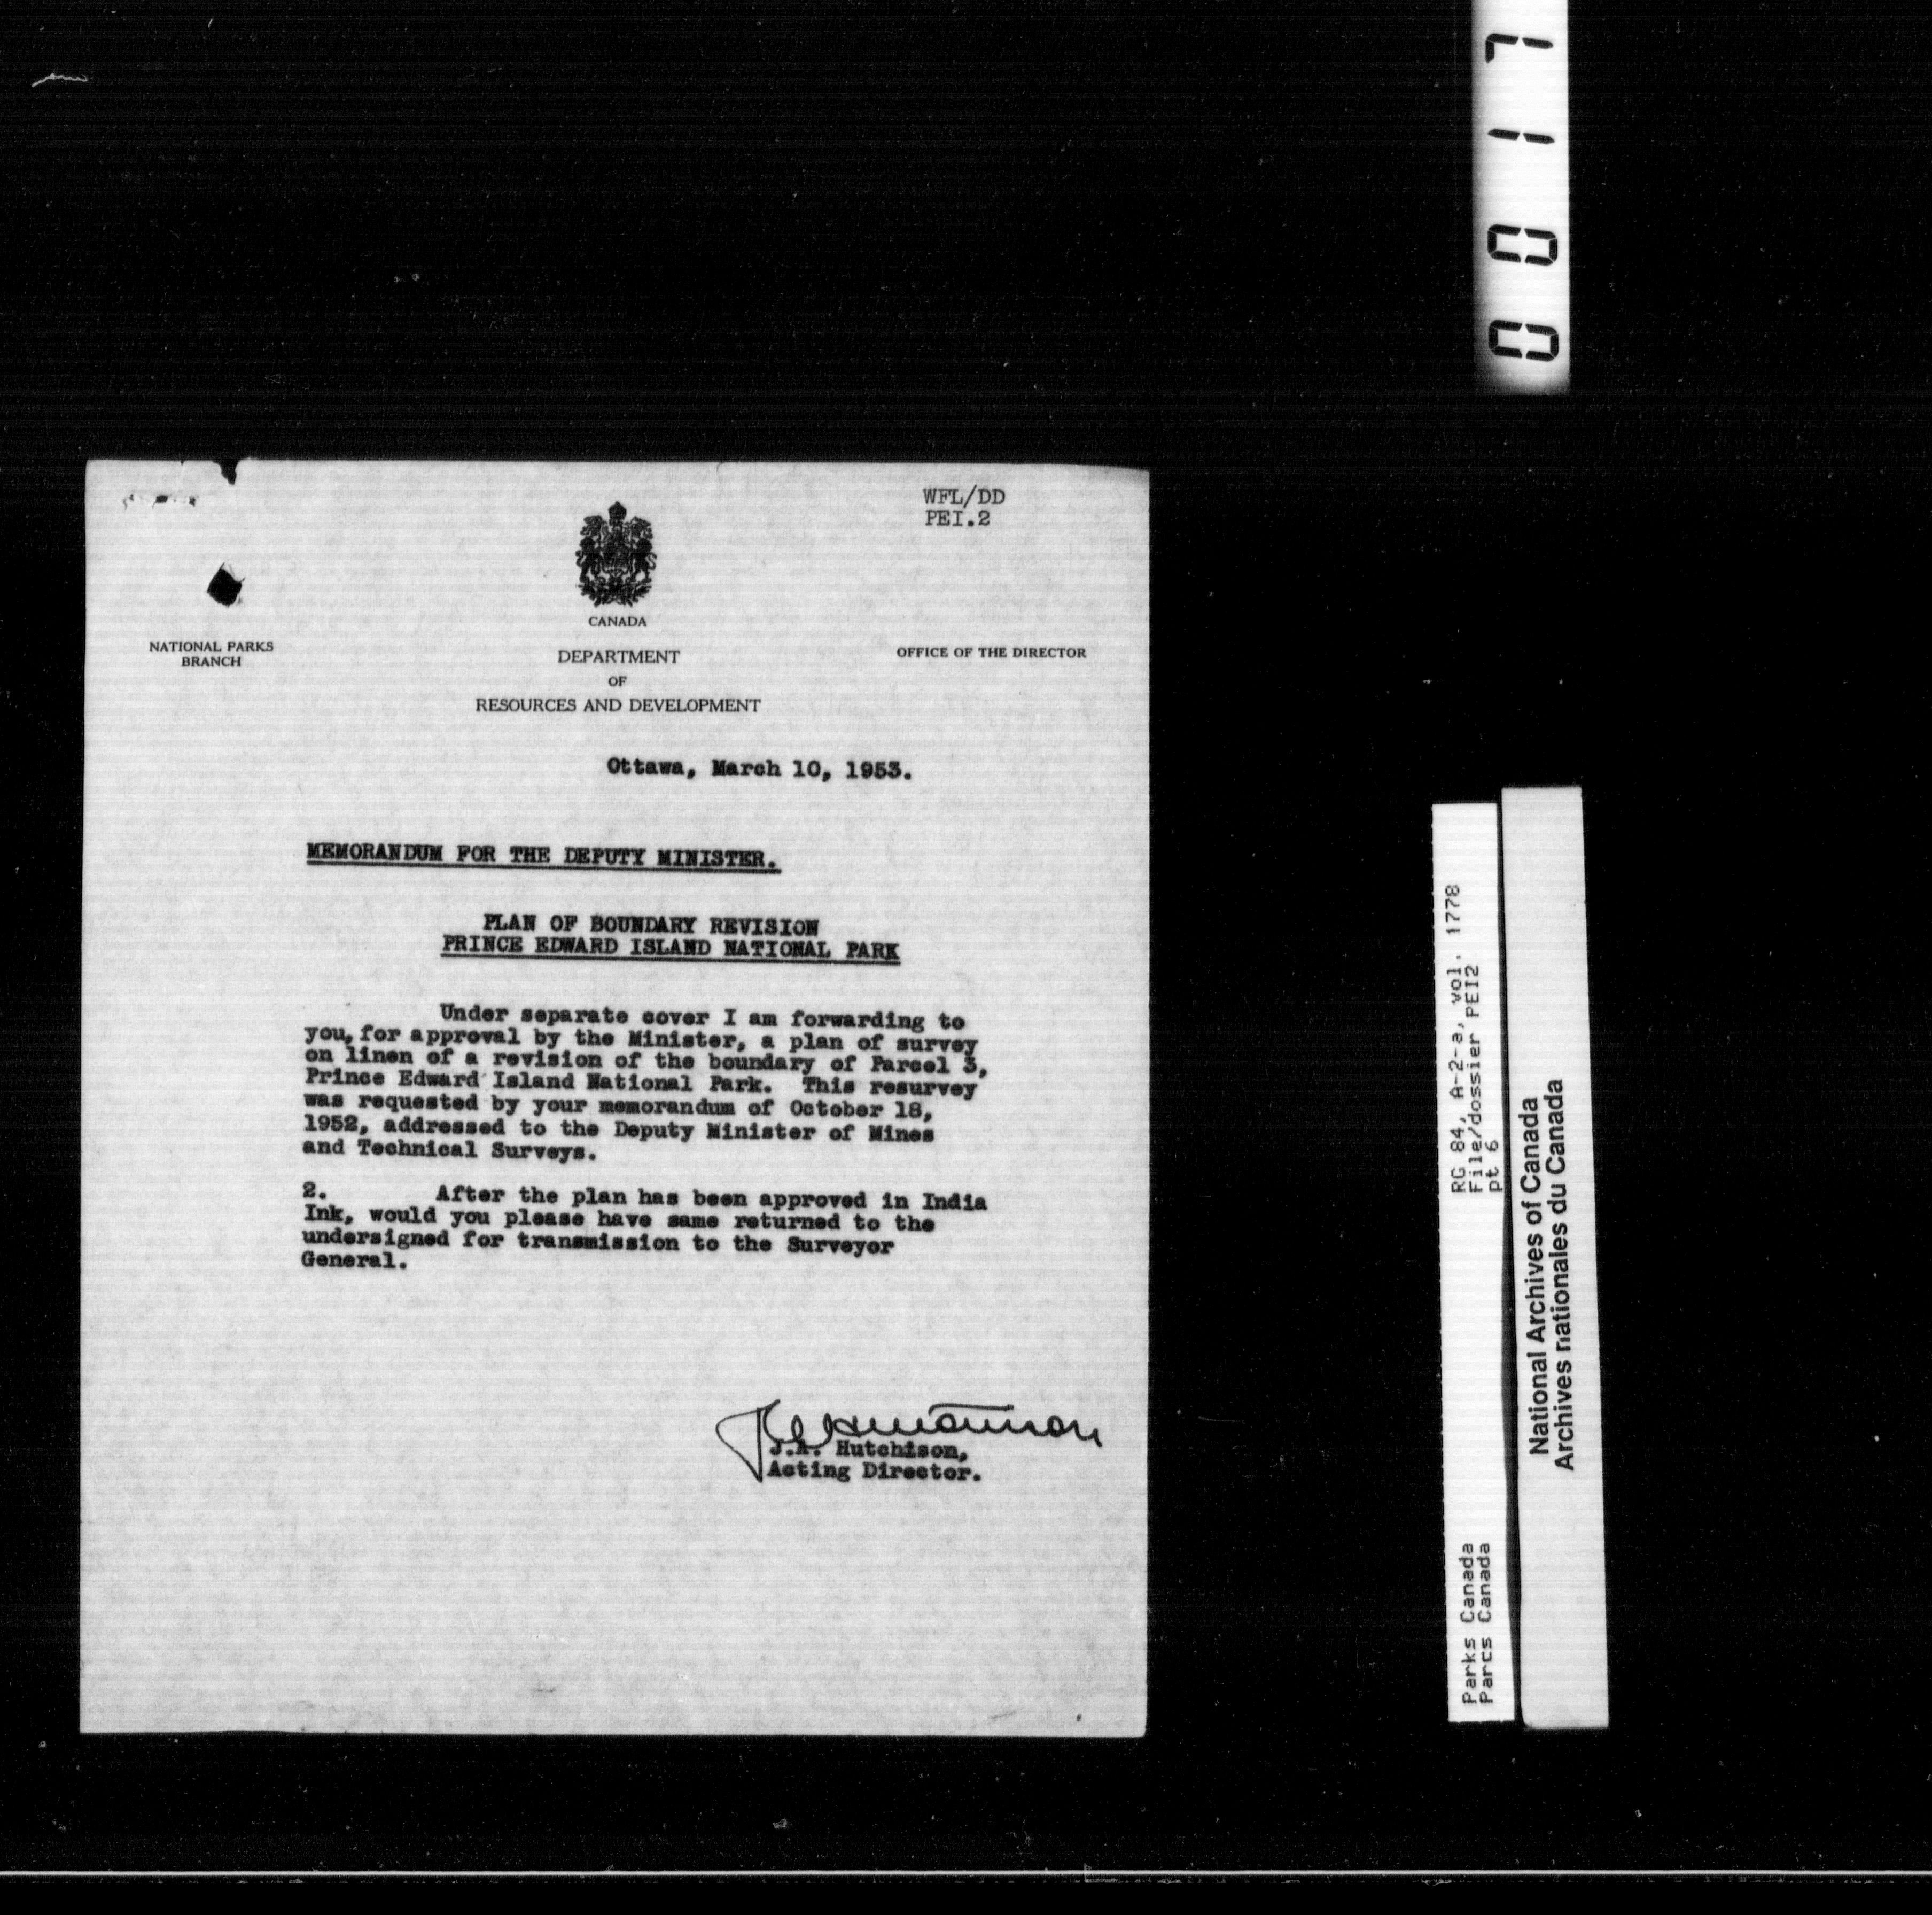 0017
WFL/DD
PEI.2
CANADA
NATIONAL PARKS
BRANCH
DEPARTMENT
OF
RESOURCES AND DEVELOPMENT
OFFICE OF THE DIRECTOR
Ottawa, March 10, 1953.
MEMORANDUM FOR THE DEPUTY MINISTER.
PLAN OF BOUNDARY REVISION
PRINCE EDWARD ISLAND NATIONAL PARK
Under separate cover I am forwarding to
you, for approval by the Minister, a plan of survey
on linen of a revision of the boundary of Parcel 3,
Prince Edward Island National Park. This resurvey
was requested by your memorandum of October 18,
1952, addressed to the Deputy Minister of Mines
and Technical Surveys.
2. After the plan has been approved in India
Ink, would you please have same returned to the
undersigned for transmission to the Surveyor
General.
J.A. Hutchison,
Acting Director.
Parks Canada
Parcs Canada
RG 84, A-2-a, vol. 1778
File/dossier PEI2
pt 6
National Archives of Canada
Archives nationales du Canada